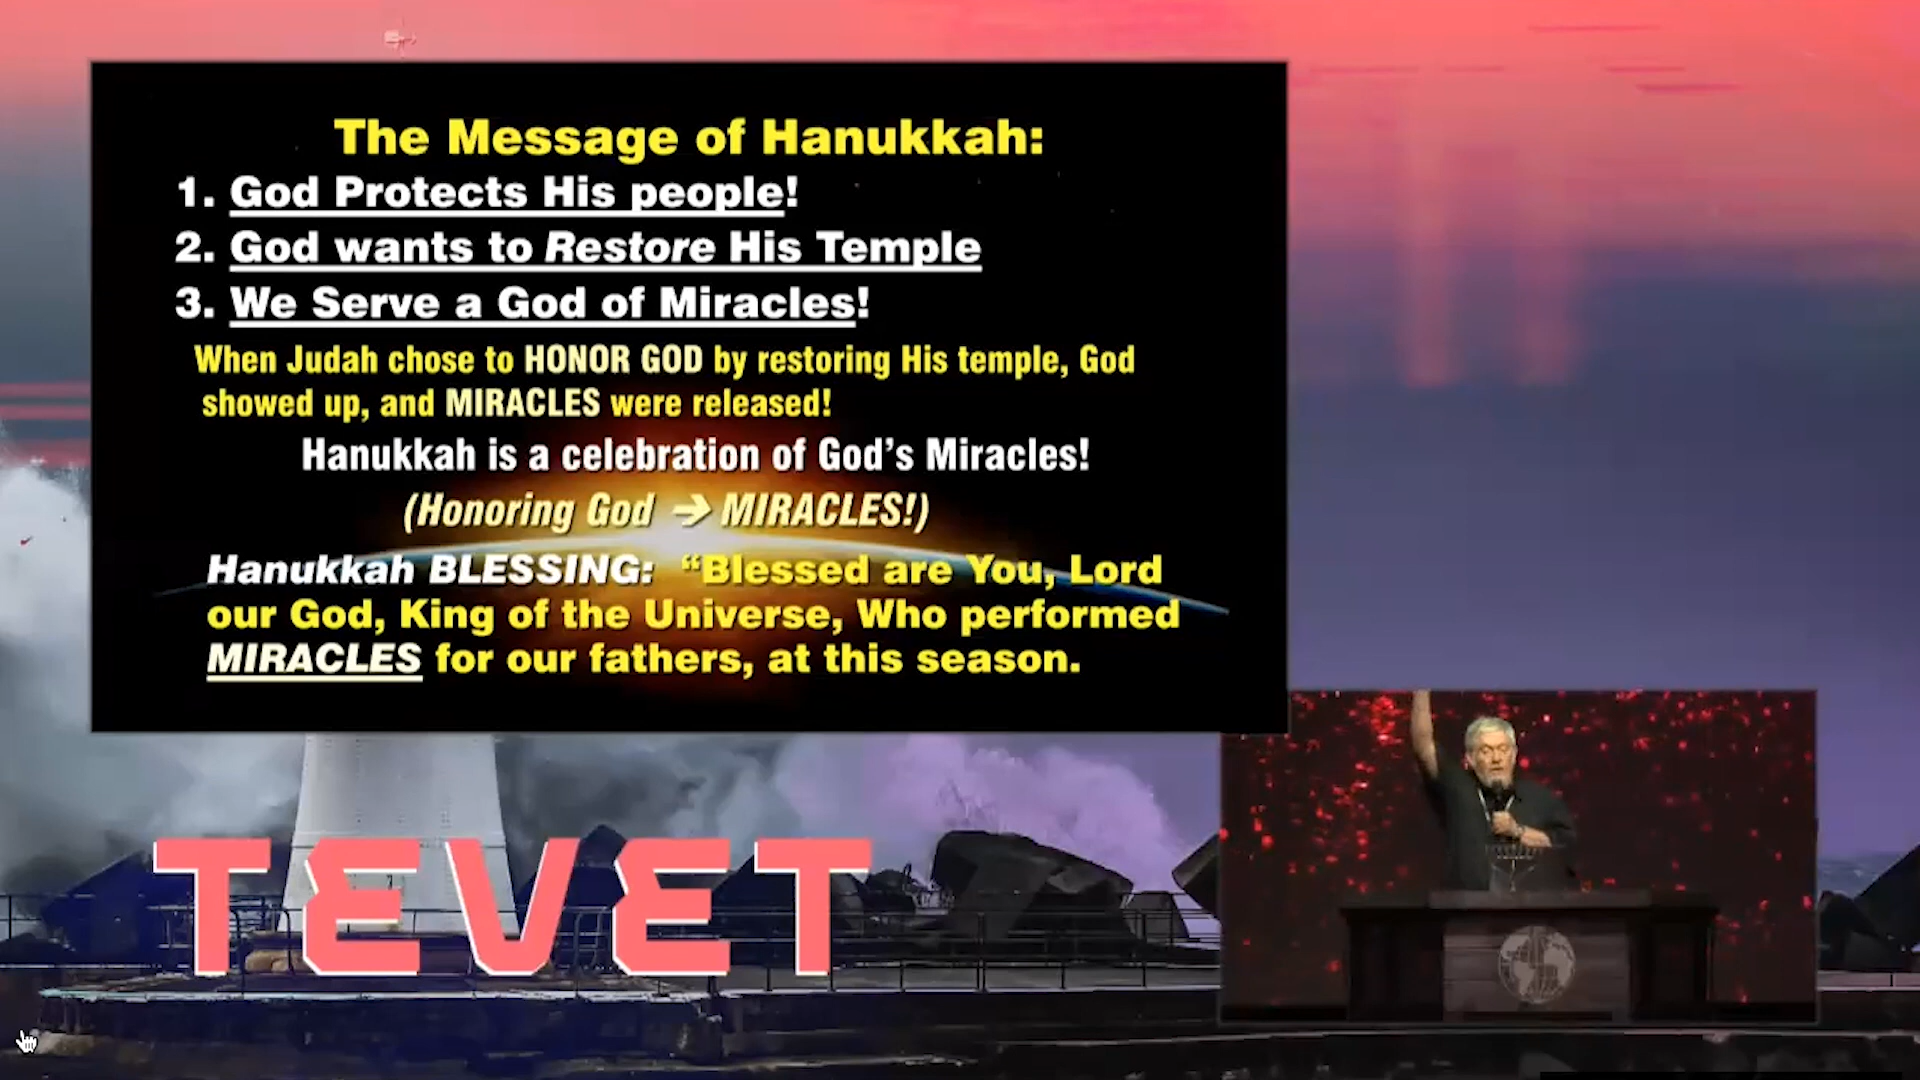 The Message of Hanukkah:
1. God Protects His people!
2. God wants to Restore His Temple
3. We Serve a God of Miracles!
When Judah chose to HONOR GOD by restoring His temple, God
showed up, and MIRACLES were released!
Hanukkah is a celebration of God’s Miracles!
(Honoring God → MIRACLES!)
Hanukkah BLESSING: “Blessed are You, Lord
our God, King of the Universe, Who performed
MIRACLES for our fathers, at this season.
TEVET